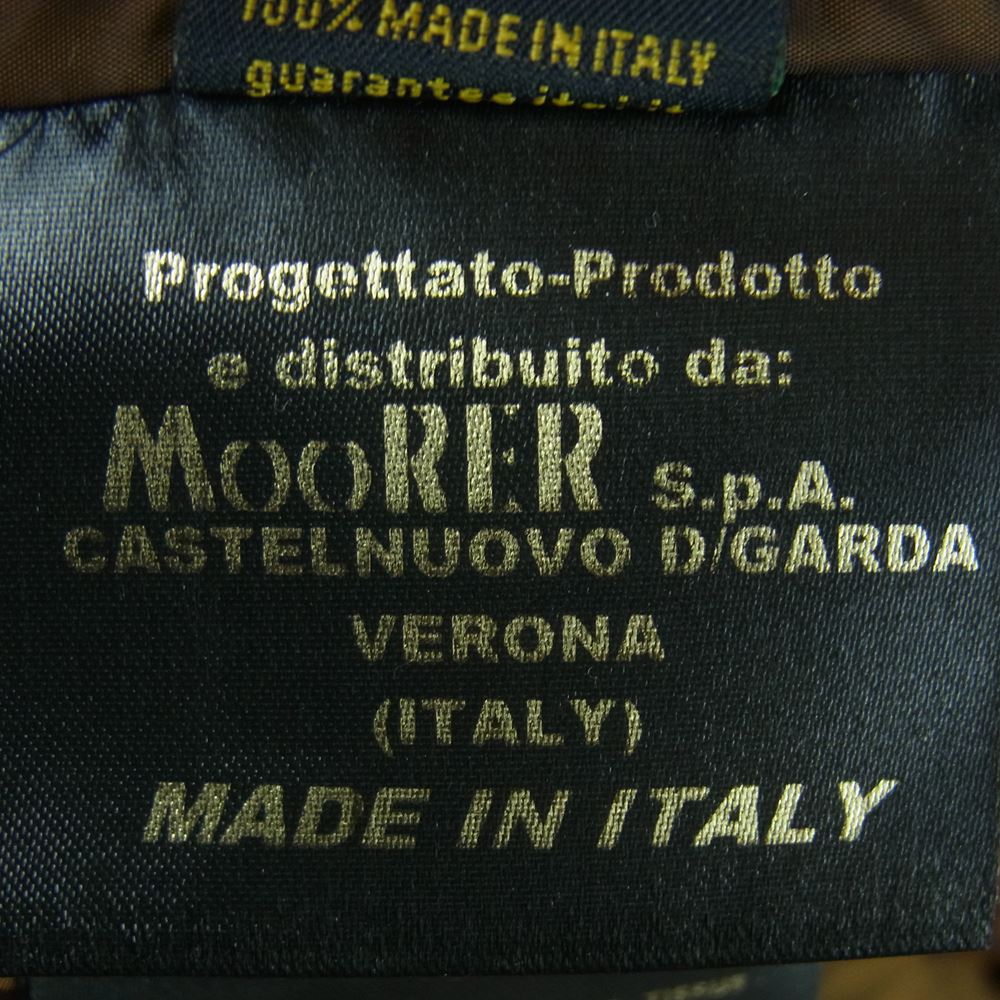 100% MADE IN ITALY
Progettato-Prodotto
e distribuito da:
MOORER S.p.A.
CASTELNUOVO D/GARDA
VERONA
(ITALY)
MADE IN ITALY